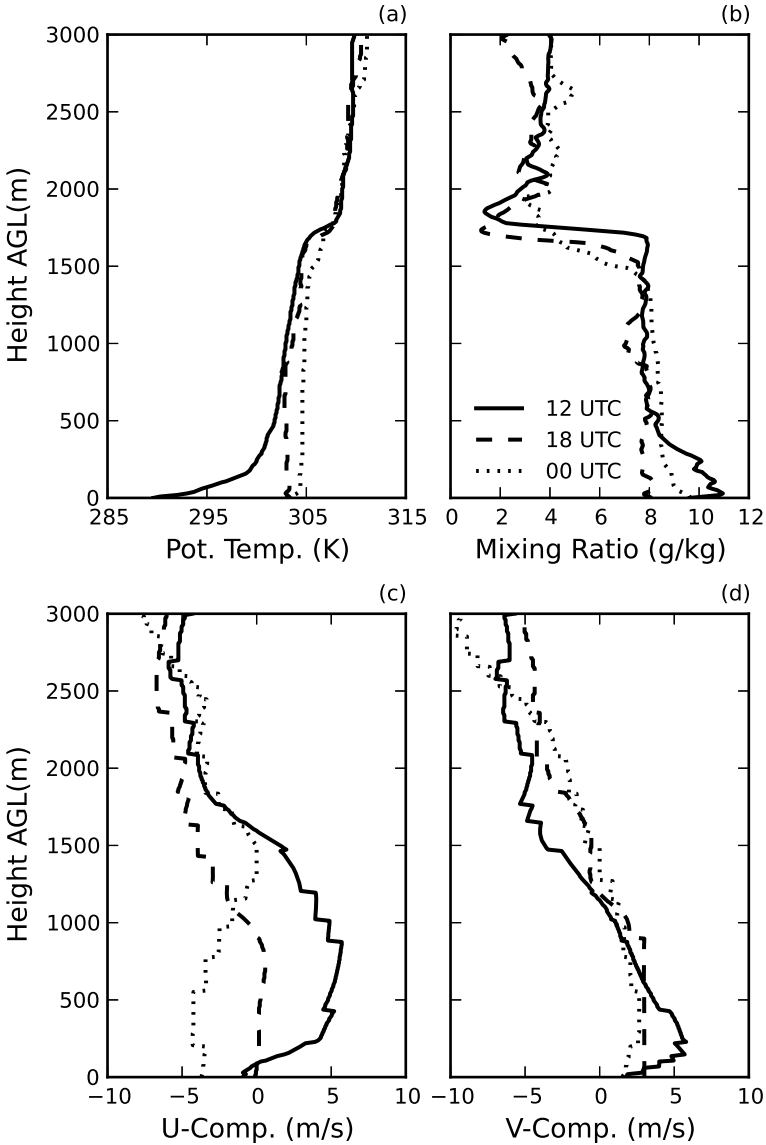 (a)
(b)
3000
2500
2000
1500
1000
500
0
Height AGL(m)
12 UTC
18 UTC
00 UTC
285
295
305
315
0
2
4
6
8
10
12
Pot. Temp. (K)
Mixing Ratio (g/kg)
(c)
(d)
3000
2500
2000
1500
1000
500
0
Height AGL(m)
−10
−5
0
5
10
−10
−5
0
5
10
U-Comp. (m/s)
V-Comp. (m/s)